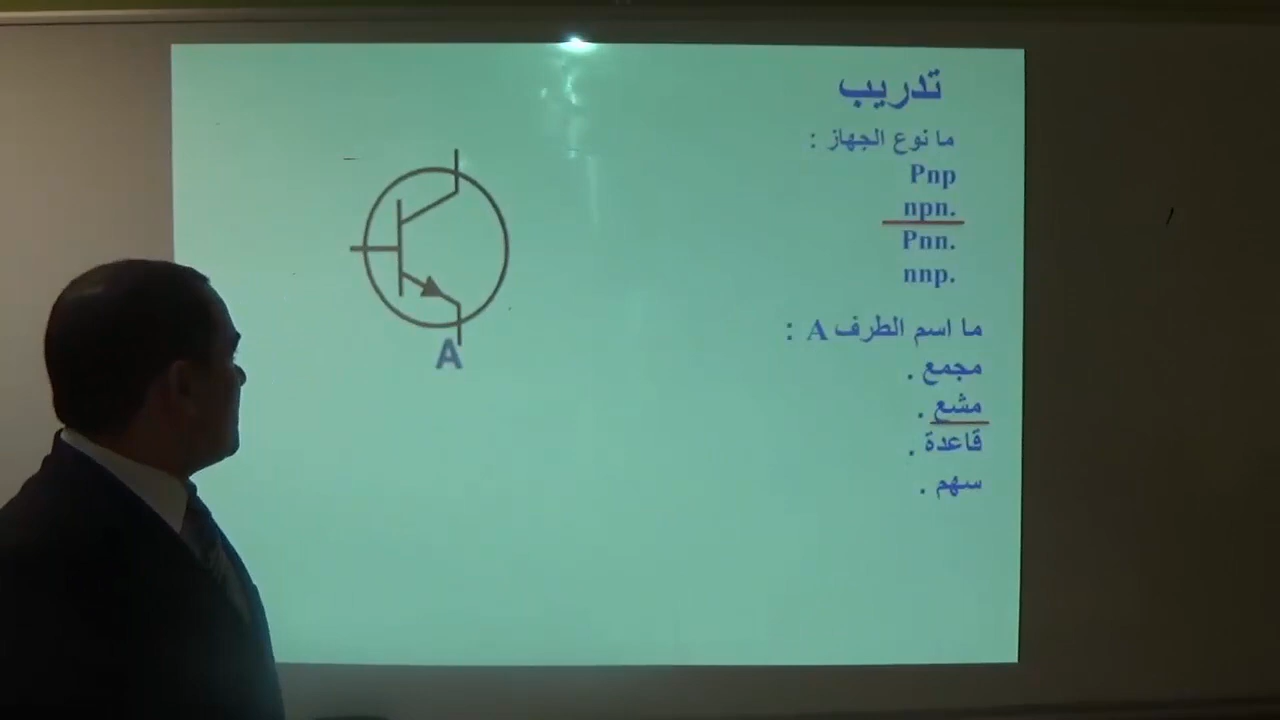 تدريب
ما نوع الجهاز :
Pnp
npn.
Pnn.
nnp.
ما اسم الطرف A :
مجمع .
مشع .
قاعدة .
سهم .
A